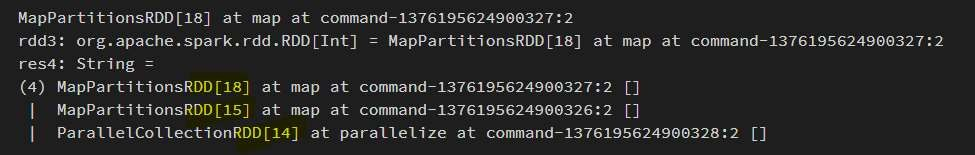 MapPartitionsRDD[18] at map at command-1376195624900327:2
rdd3: org.apache.spark.rdd.RDD[Int] = MapPartitionsRDD[18] at map at command-1376195624900327:2
res4: String =
(4) MapPartitionsRDD[18] at map at command-1376195624900327:2 []
 |  MapPartitionsRDD[15] at map at command-1376195624900326:2 []
 |  ParallelCollectionRDD[14] at parallelize at command-1376195624900328:2 []